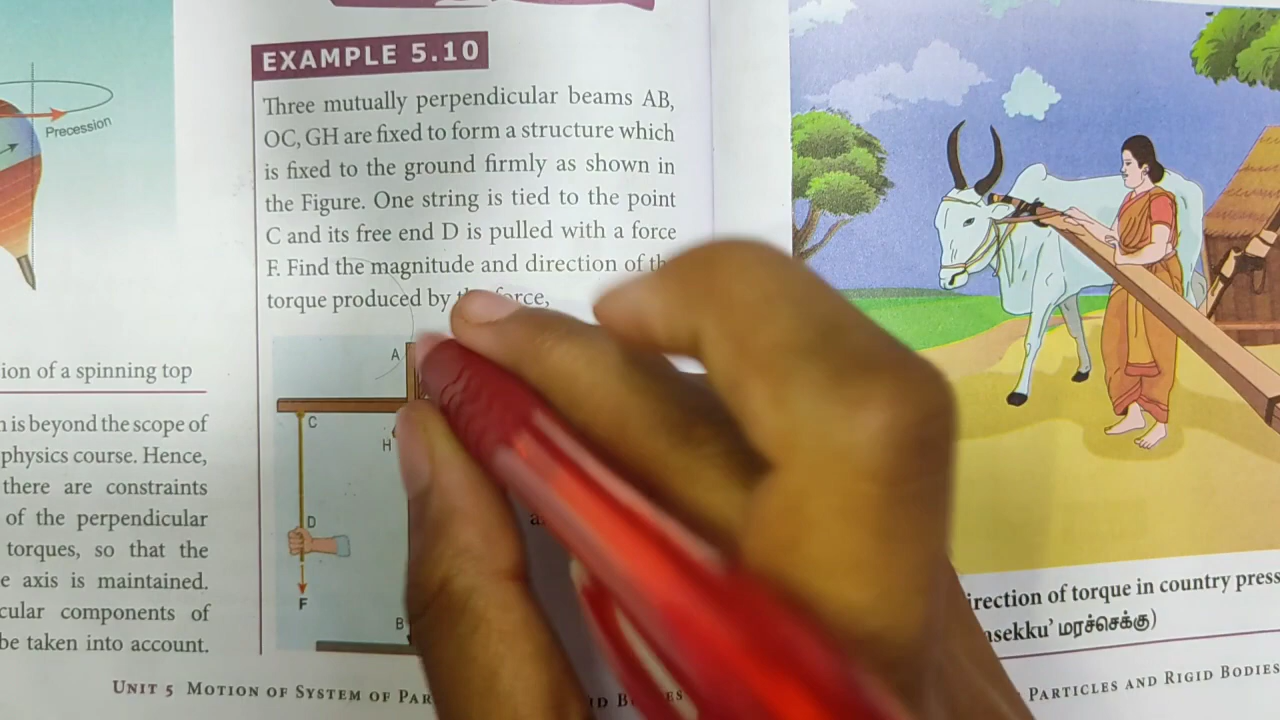 Precession
ion of a spinning top
is beyond the scope of
physics course. Hence,
there are constraints
of the perpendicular
torques, so that the
axis is maintained.
components of
be taken into account.
EXAMPLE 5.10
Three mutually perpendicular beams AB,
OC, GH are fixed to form a structure which
is fixed to the ground firmly as shown in
the Figure. One string is tied to the point
C and its free end D is pulled with a force
F. Find the magnitude and direction of
torque produced by force,
A
C
H
D
F
B
UNIT 5 MOTION OF SYSTEM OF
irection of torque in country press
மரச்செக்கு)
PARTICLES AND RIGID BODIES